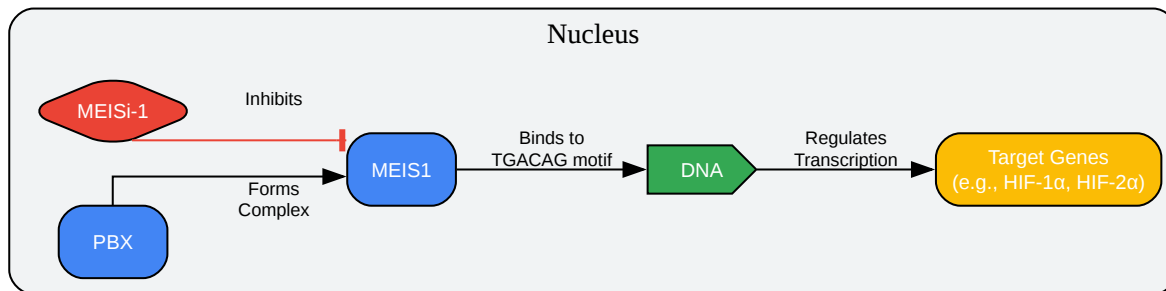 Nucleus
MEISi-1
Inhibits
MEIS1
Binds to
TGACAG motif
DNA
Regulates
Transcription
Target Genes
(e.g., HIF-1α, HIF-2α)
Forms
Complex
PBX